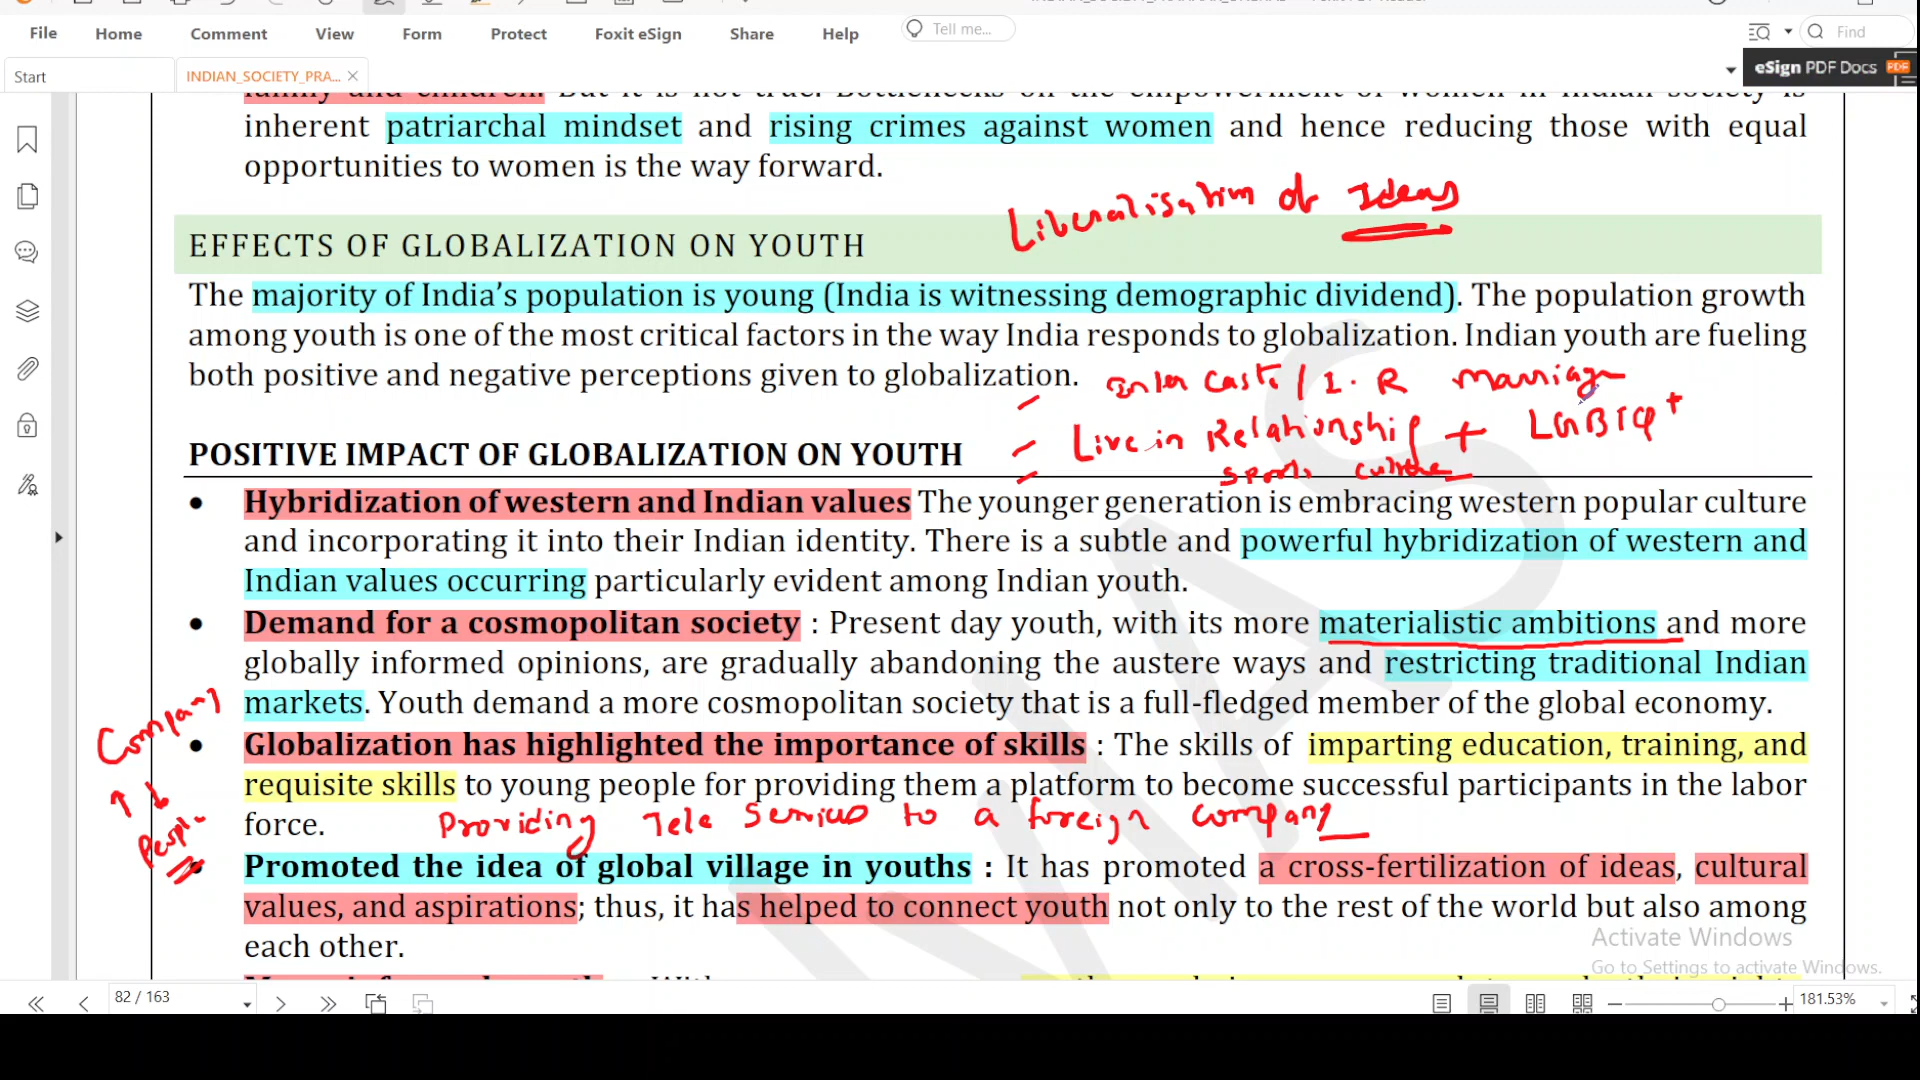 File Home Comment View Form Protect Foxit eSign Share Help Tell me... Find
Start INDIAN_SOCIETY_PRA... eSign PDF Docs PDF
inherent patriarchal mindset and rising crimes against women and hence reducing those with equal
opportunities to women is the way forward.
Liberalisation of Ideas
EFFECTS OF GLOBALIZATION ON YOUTH
The majority of India’s population is young (India is witnessing demographic dividend). The population growth
among youth is one of the most critical factors in the way India responds to globalization. Indian youth are fueling
both positive and negative perceptions given to globalization.
Inter Caste / I.R marriage
Live in Relationship + LGBTQ+
POSITIVE IMPACT OF GLOBALIZATION ON YOUTH
sports culture
• Hybridization of western and Indian values The younger generation is embracing western popular culture
and incorporating it into their Indian identity. There is a subtle and powerful hybridization of western and
Indian values occurring particularly evident among Indian youth.
• Demand for a cosmopolitan society : Present day youth, with its more materialistic ambitions and more
globally informed opinions, are gradually abandoning the austere ways and restricting traditional Indian
markets. Youth demand a more cosmopolitan society that is a full-fledged member of the global economy.
Company
• Globalization has highlighted the importance of skills : The skills of imparting education, training, and
requisite skills to young people for providing them a platform to become successful participants in the labor
force.
Providing Tele Services to a foreign company
People
• Promoted the idea of global village in youths : It has promoted a cross-fertilization of ideas, cultural
values, and aspirations; thus, it has helped to connect youth not only to the rest of the world but also among
each other.
Activate Windows
Go to Settings to activate Windows.
82 / 163 181.53%